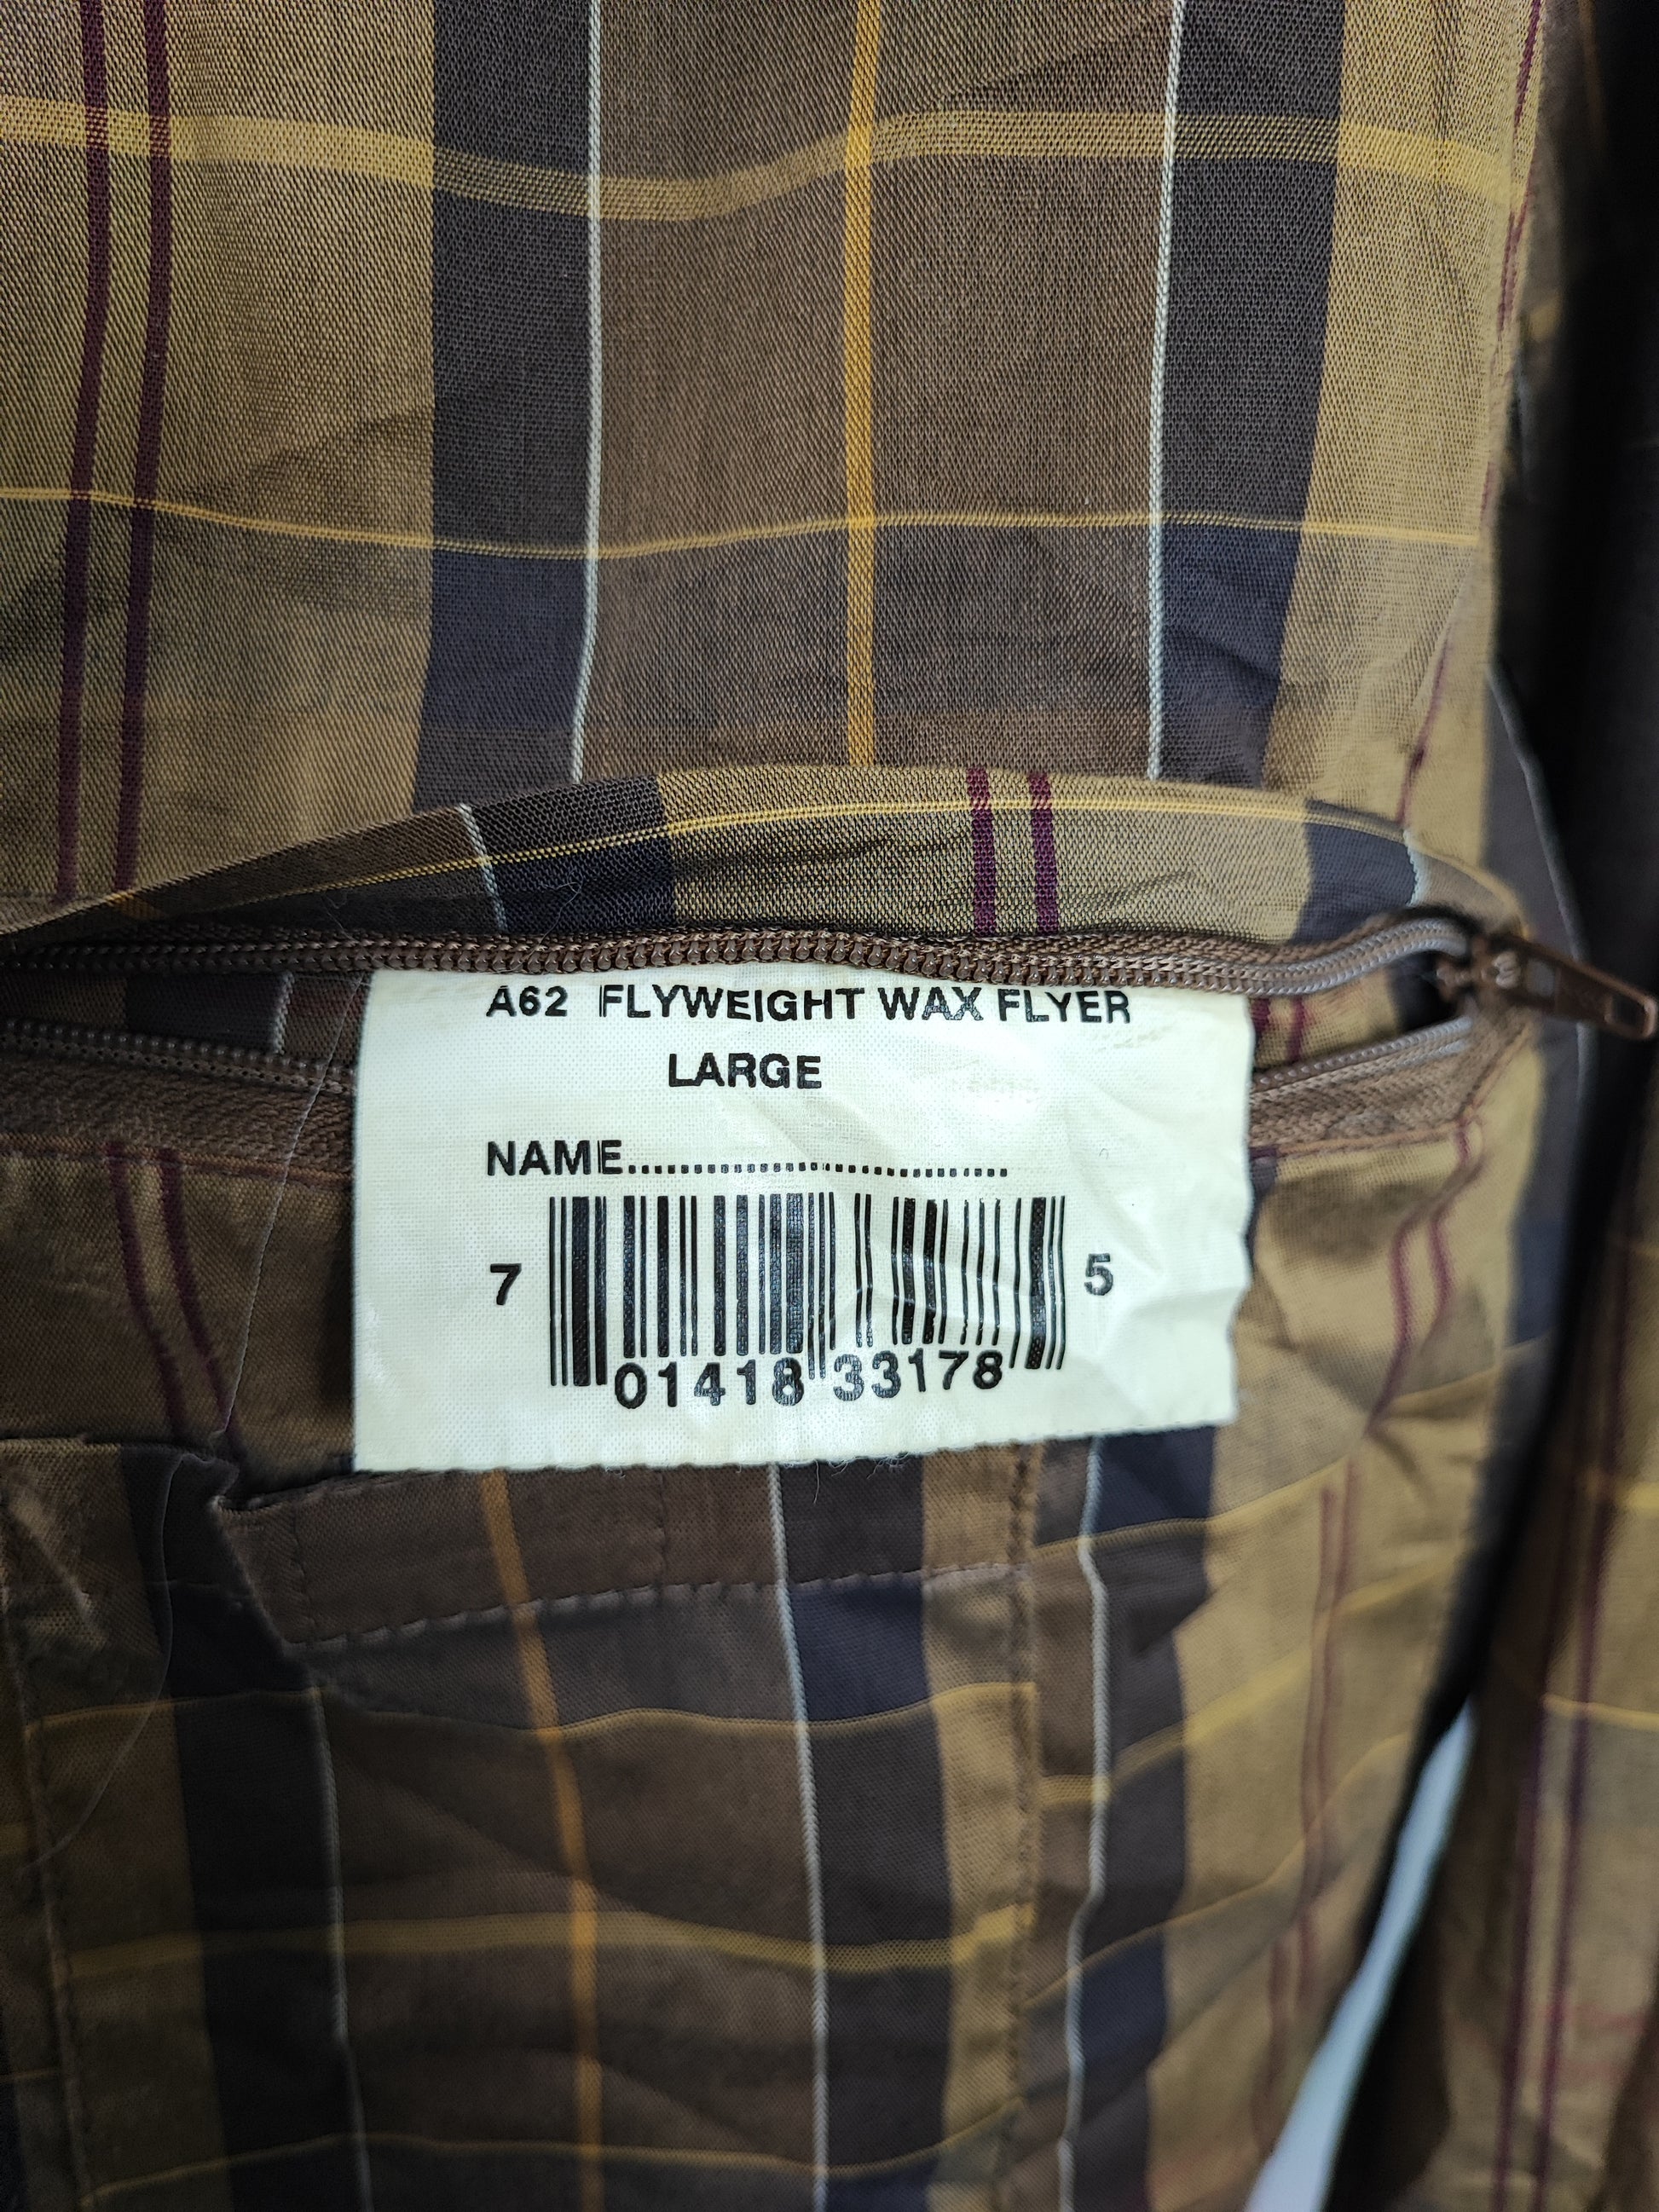 A62 FLYWEIGHT WAX FLYER
LARGE
NAME....................................
7 01418 33178 5